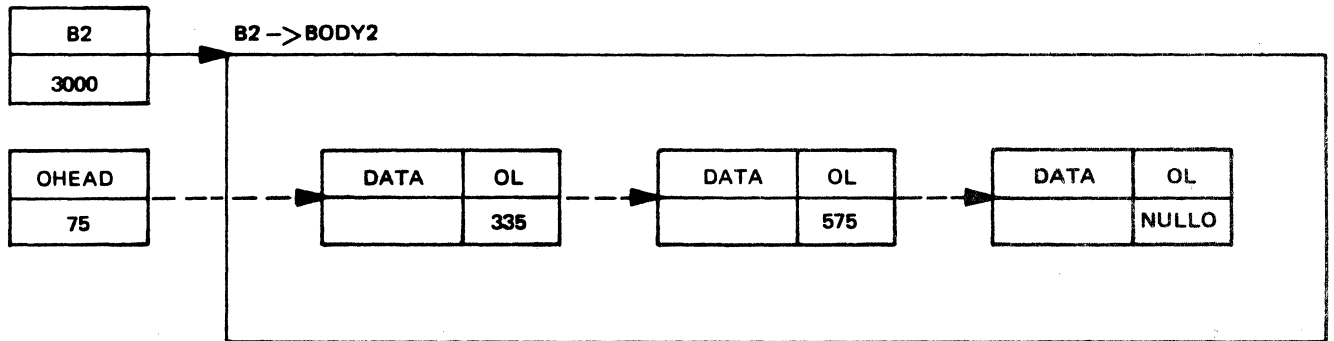 B2
B2 –>BODY2
3000
OHEAD
DATA OL
DATA OL
DATA OL
75
335
575
NULLO